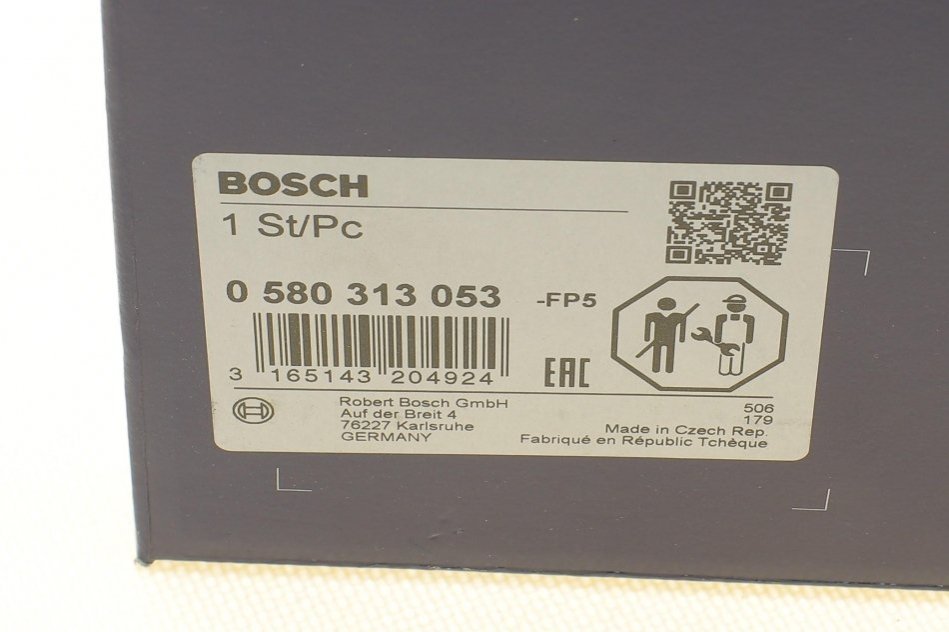 BOSCH
1 St/Pc
0 580 313 053 -FP5
3 165143 204924
EAC
Robert Bosch GmbH
Auf der Breit 4
76227 Karlsruhe
GERMANY
506
179
Made in Czech Rep.
Fabriqué en Républic Tchèque